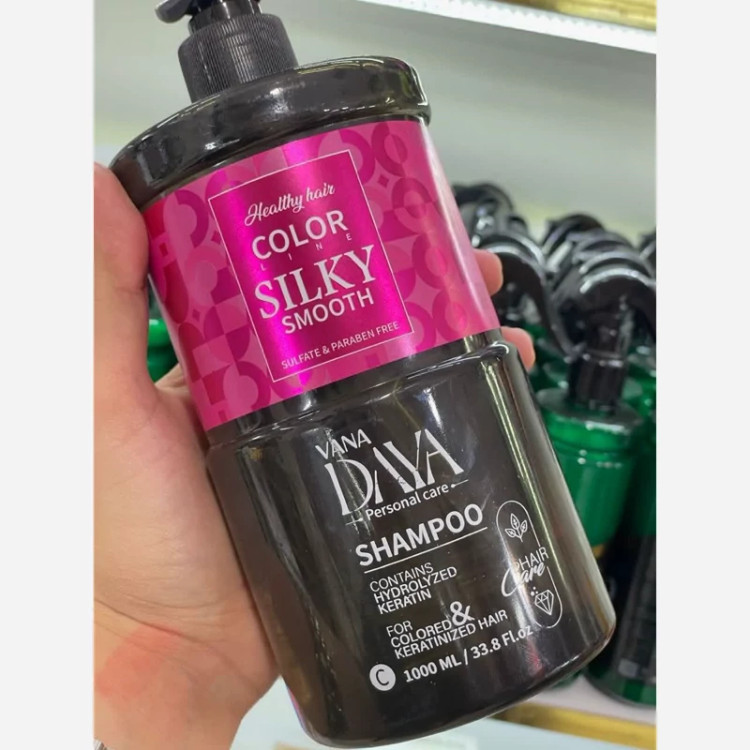 Healthy hair
COLOR
LINE
SILKY
SMOOTH
SULFATE & PARABEN FREE
VANA
DAYA
Personal care
SHAMPOO
CONTAINS
HYDROLYZED
KERATIN
FOR
COLORED &
KERATINIZED HAIR
HAIR
Care
C 1000 ML / 33.8 Fl.oz